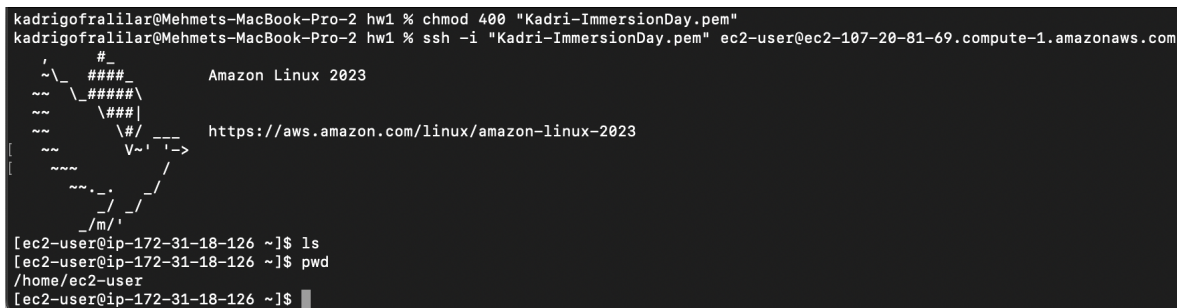 kadrigofralilar@Mehmets-MacBook-Pro-2 hw1 % chmod 400 "Kadri-ImmersionDay.pem"
kadrigofralilar@Mehmets-MacBook-Pro-2 hw1 % ssh -i "Kadri-ImmersionDay.pem" ec2-user@ec2-107-20-81-69.compute-1.amazonaws.com
   ,     #_
   ~\_  ####_        Amazon Linux 2023
  ~~  \_#####\
  ~~     \###|
  ~~       \#/ ___   https://aws.amazon.com/linux/amazon-linux-2023
[  ~~       V~' '->
[   ~~~         /
      ~~._.   _/
         _/ _/
       _/m/'
[ec2-user@ip-172-31-18-126 ~]$ ls
[ec2-user@ip-172-31-18-126 ~]$ pwd
/home/ec2-user
[ec2-user@ip-172-31-18-126 ~]$